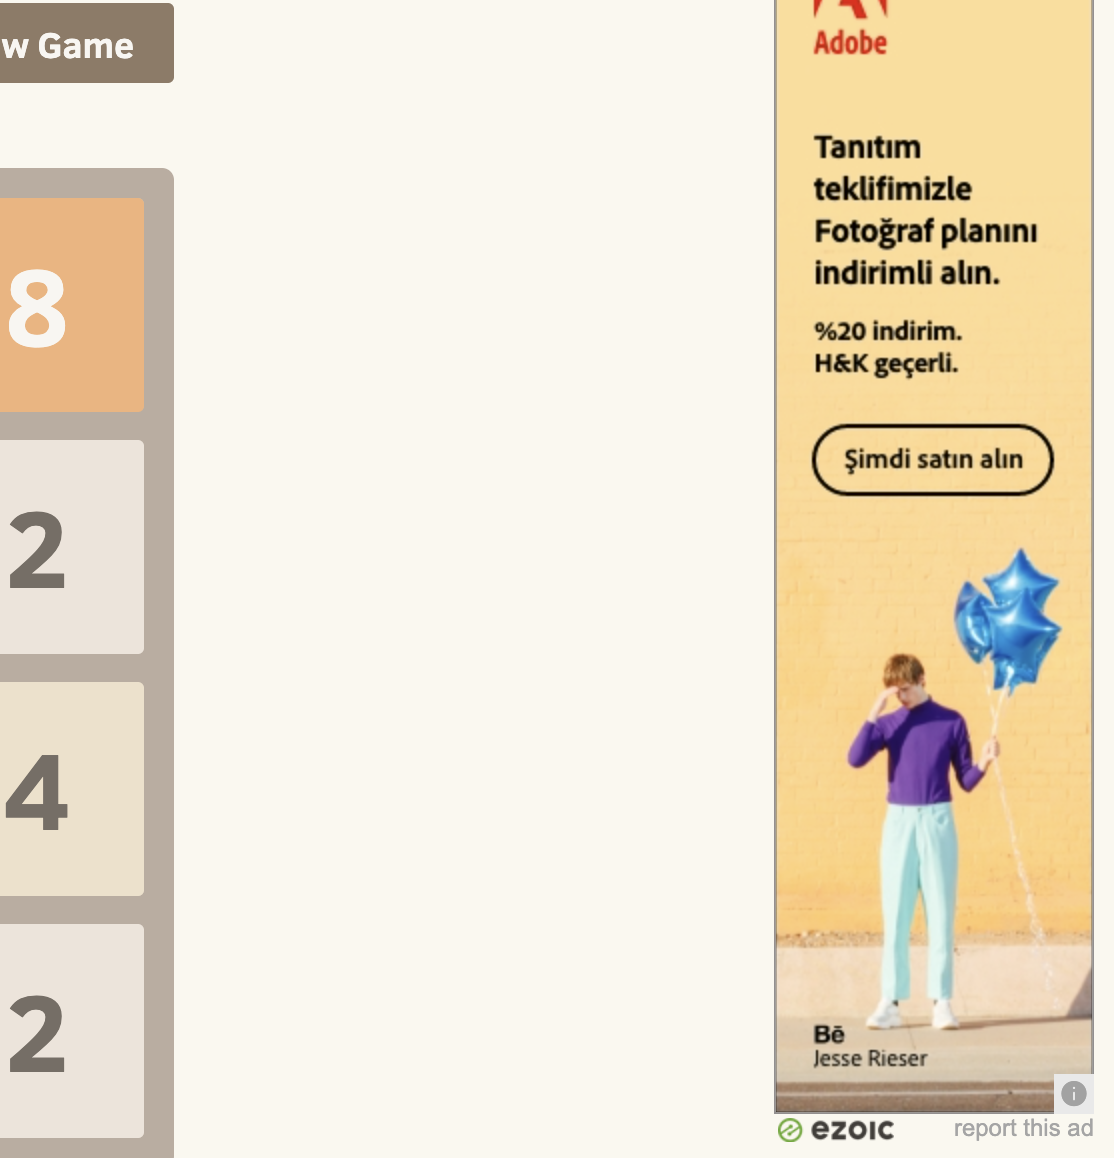 w Game
8
2
4
2
Adobe
Tanıtım
teklifimizle
Fotoğraf planını
indirimli alın.
%20 indirim.
H&K geçerli.
Şimdi satın alın
Bē
Jesse Rieser
ezoic
report this ad